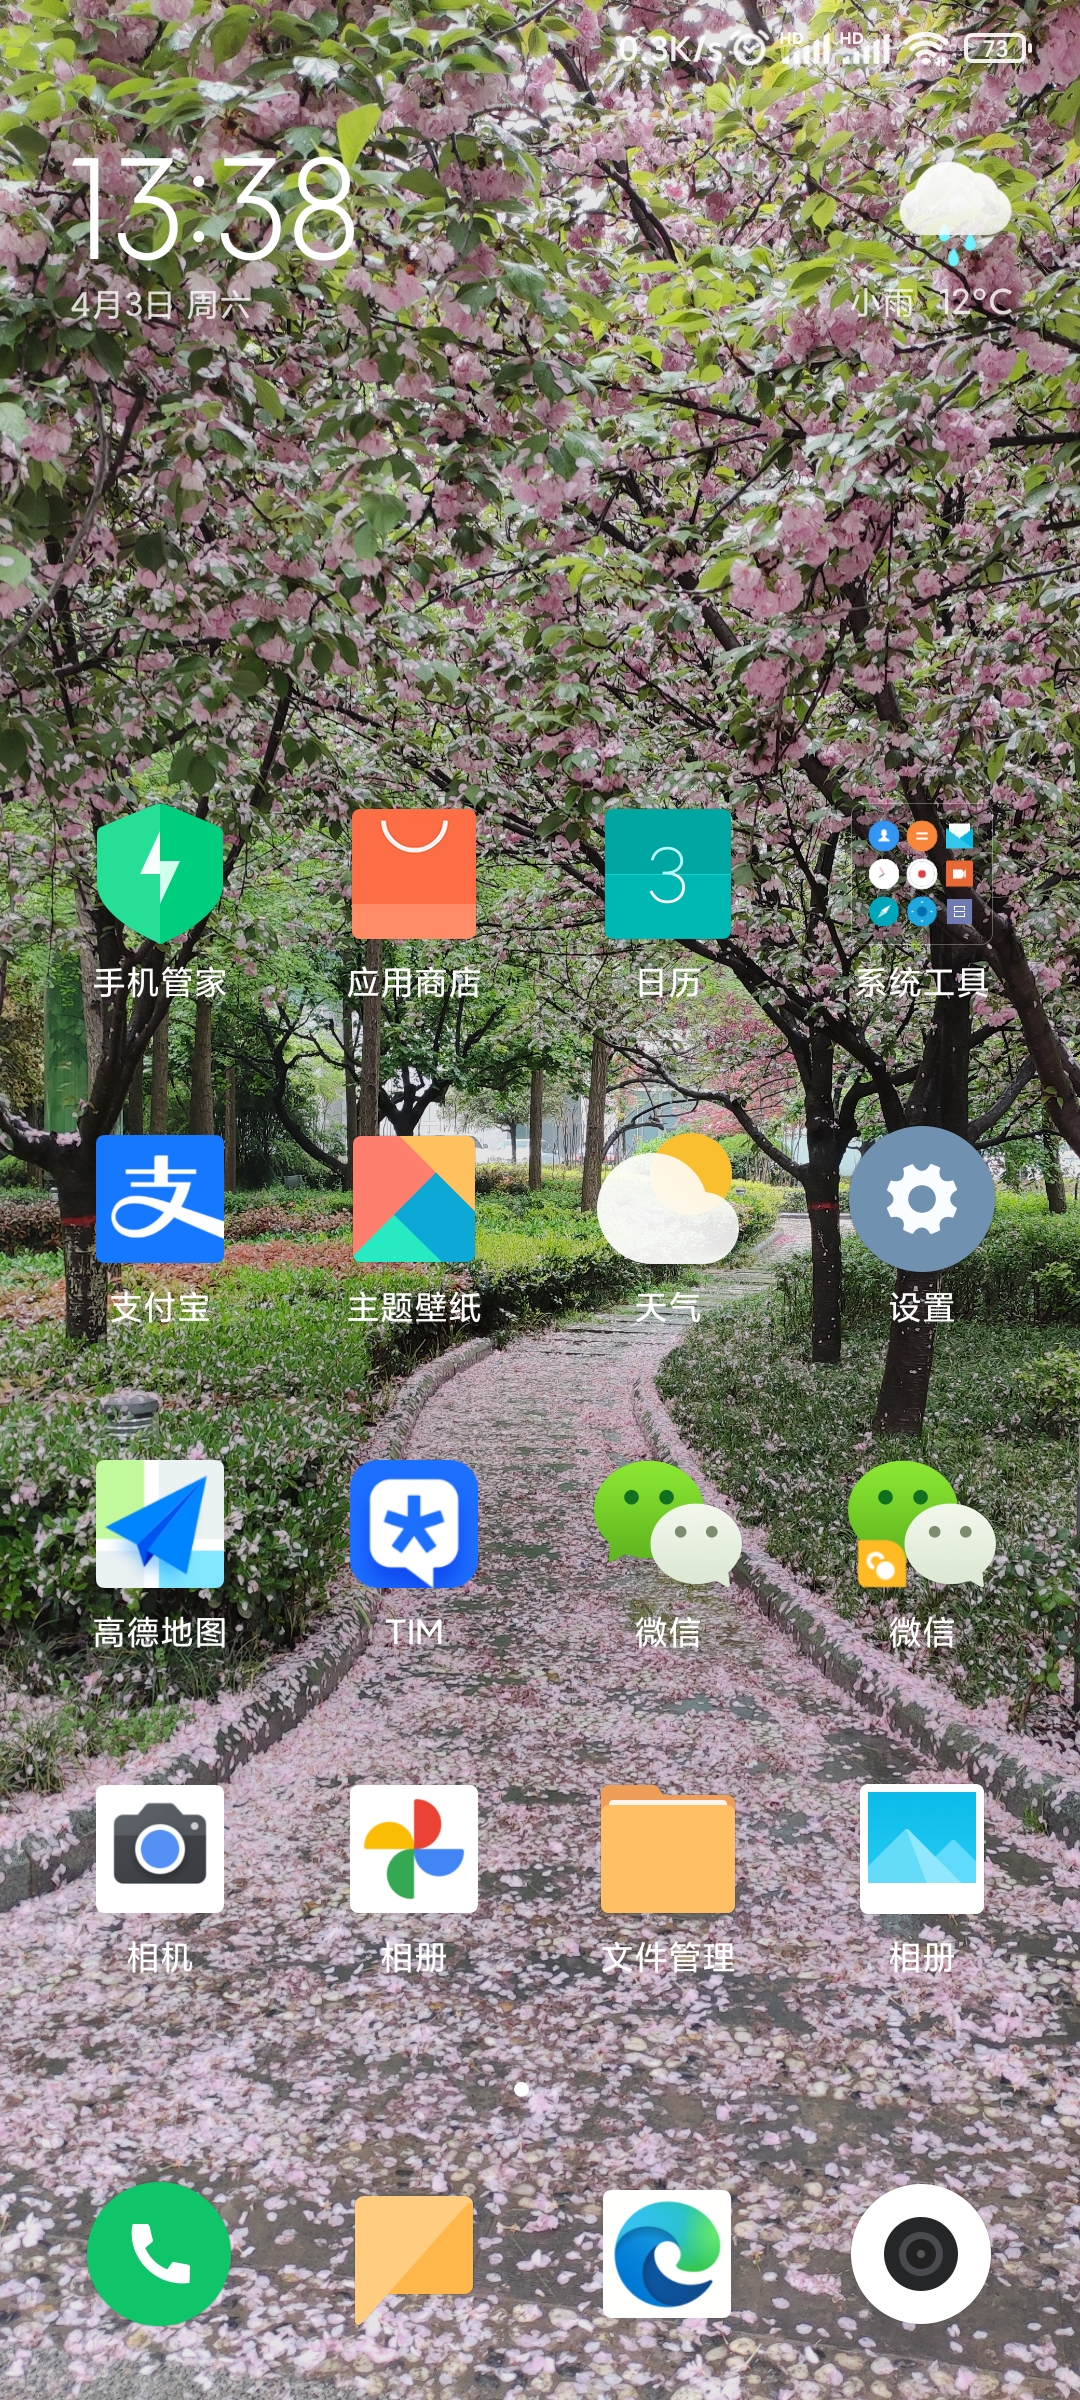 0.3K/s HD HD 73
13:38
4月3日 周六
小雨 12°C
3
手机管家 应用商店 日历 系统工具
支
支付宝 主题壁纸 天气 设置
高德地图 TIM 微信 微信
相机 相册 文件管理 相册